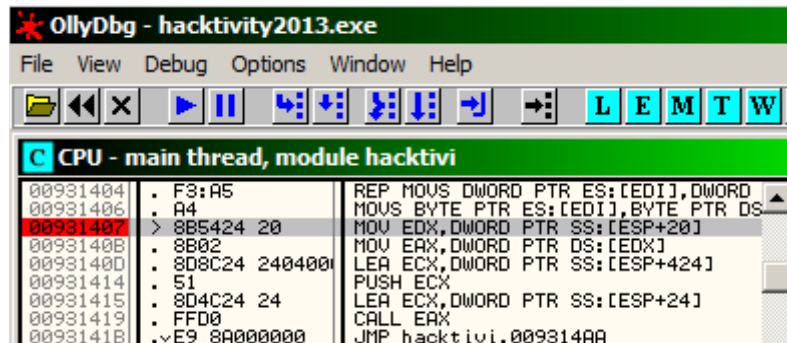 OllyDbg - hacktivity2013.exe
File View Debug Options Window Help
L E M T W
C CPU - main thread, module hacktivi
00931404 . F3:A5 REP MOVS DWORD PTR ES:[EDI],DWORD
00931406 . A4 MOVS BYTE PTR ES:[EDI],BYTE PTR DS
00931407 > 8B5424 20 MOV EDX,DWORD PTR SS:[ESP+20]
0093140B . 8B02 MOV EAX,DWORD PTR DS:[EDX]
0093140D . 8D8C24 240400 LEA ECX,DWORD PTR SS:[ESP+424]
00931414 . 51 PUSH ECX
00931415 . 8D4C24 24 LEA ECX,DWORD PTR SS:[ESP+24]
00931419 . FFD0 CALL EAX
0093141B .vE9 8A000000 JMP hacktivi.009314AA